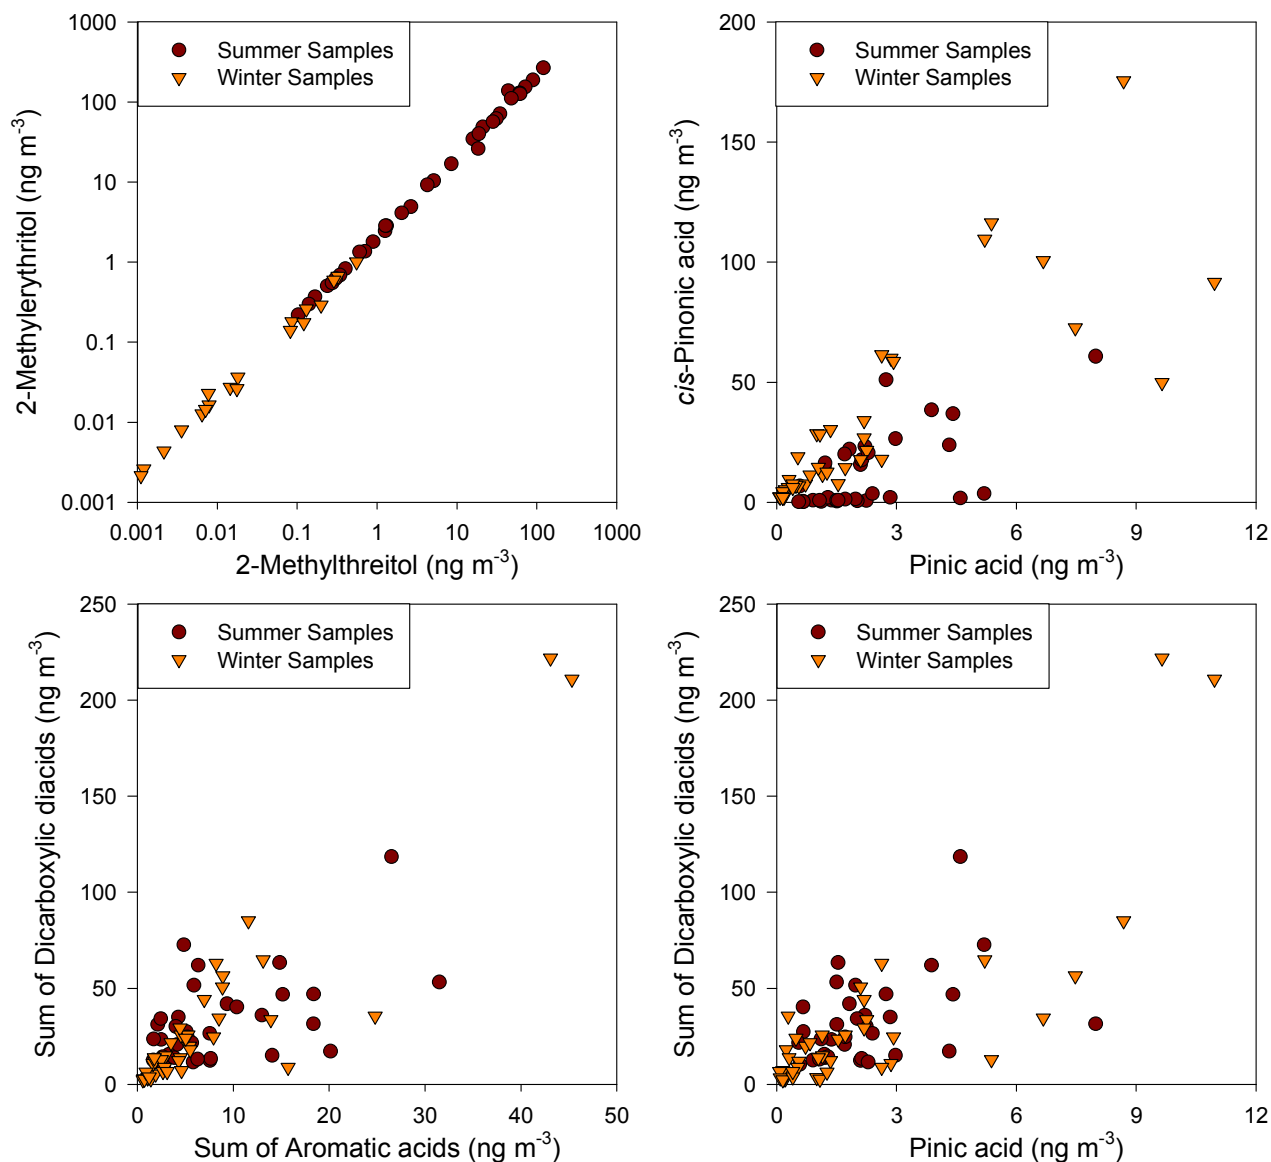 1000
100
10
1
0.1
0.01
0.001
2-Methylerythritol (ng m⁻³)
Summer Samples
Winter Samples
0.001 0.01 0.1 1 10 100 1000
2-Methylthreitol (ng m⁻³)
200
150
100
50
0
cis-Pinonic acid (ng m⁻³)
Summer Samples
Winter Samples
0 3 6 9 12
Pinic acid (ng m⁻³)
250
200
150
100
50
0
Sum of Dicarboxylic diacids (ng m⁻³)
Summer Samples
Winter Samples
0 10 20 30 40 50
Sum of Aromatic acids (ng m⁻³)
250
200
150
100
50
0
Sum of Dicarboxylic diacids (ng m⁻³)
Summer Samples
Winter Samples
0 3 6 9 12
Pinic acid (ng m⁻³)